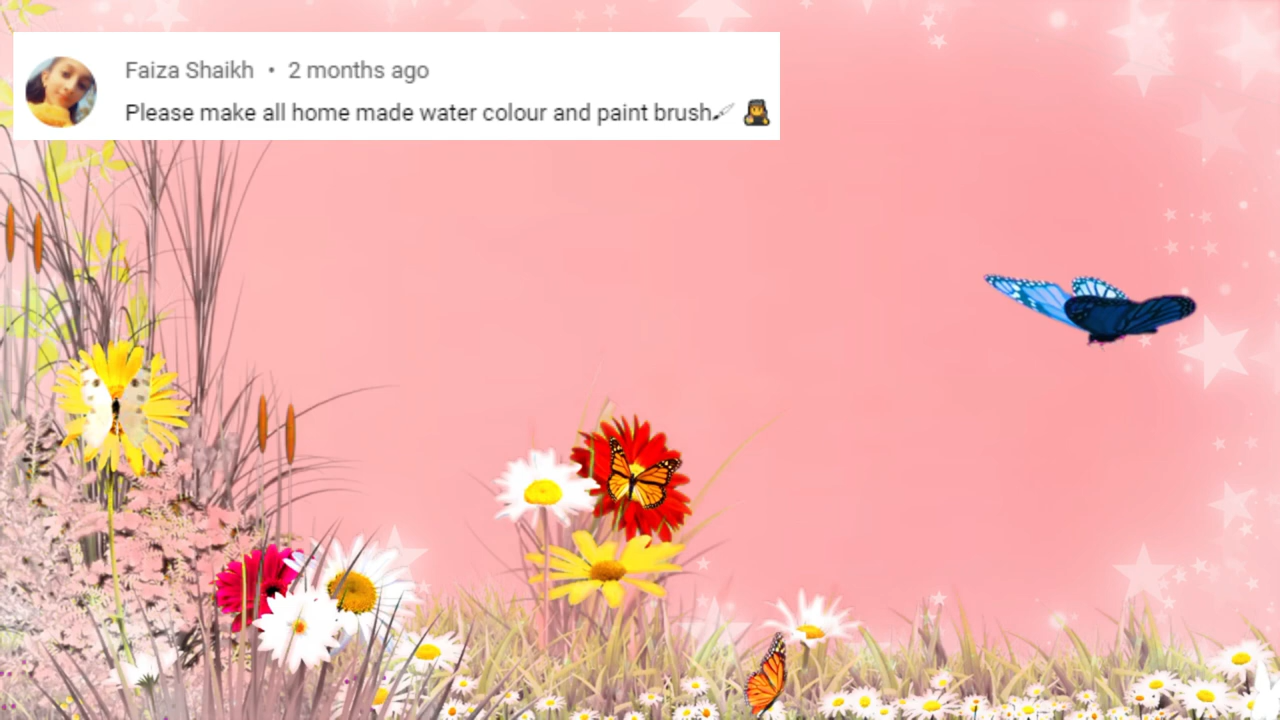 Faiza Shaikh • 2 months ago
Please make all home made water colour and paint brush🖌 👩‍🎓